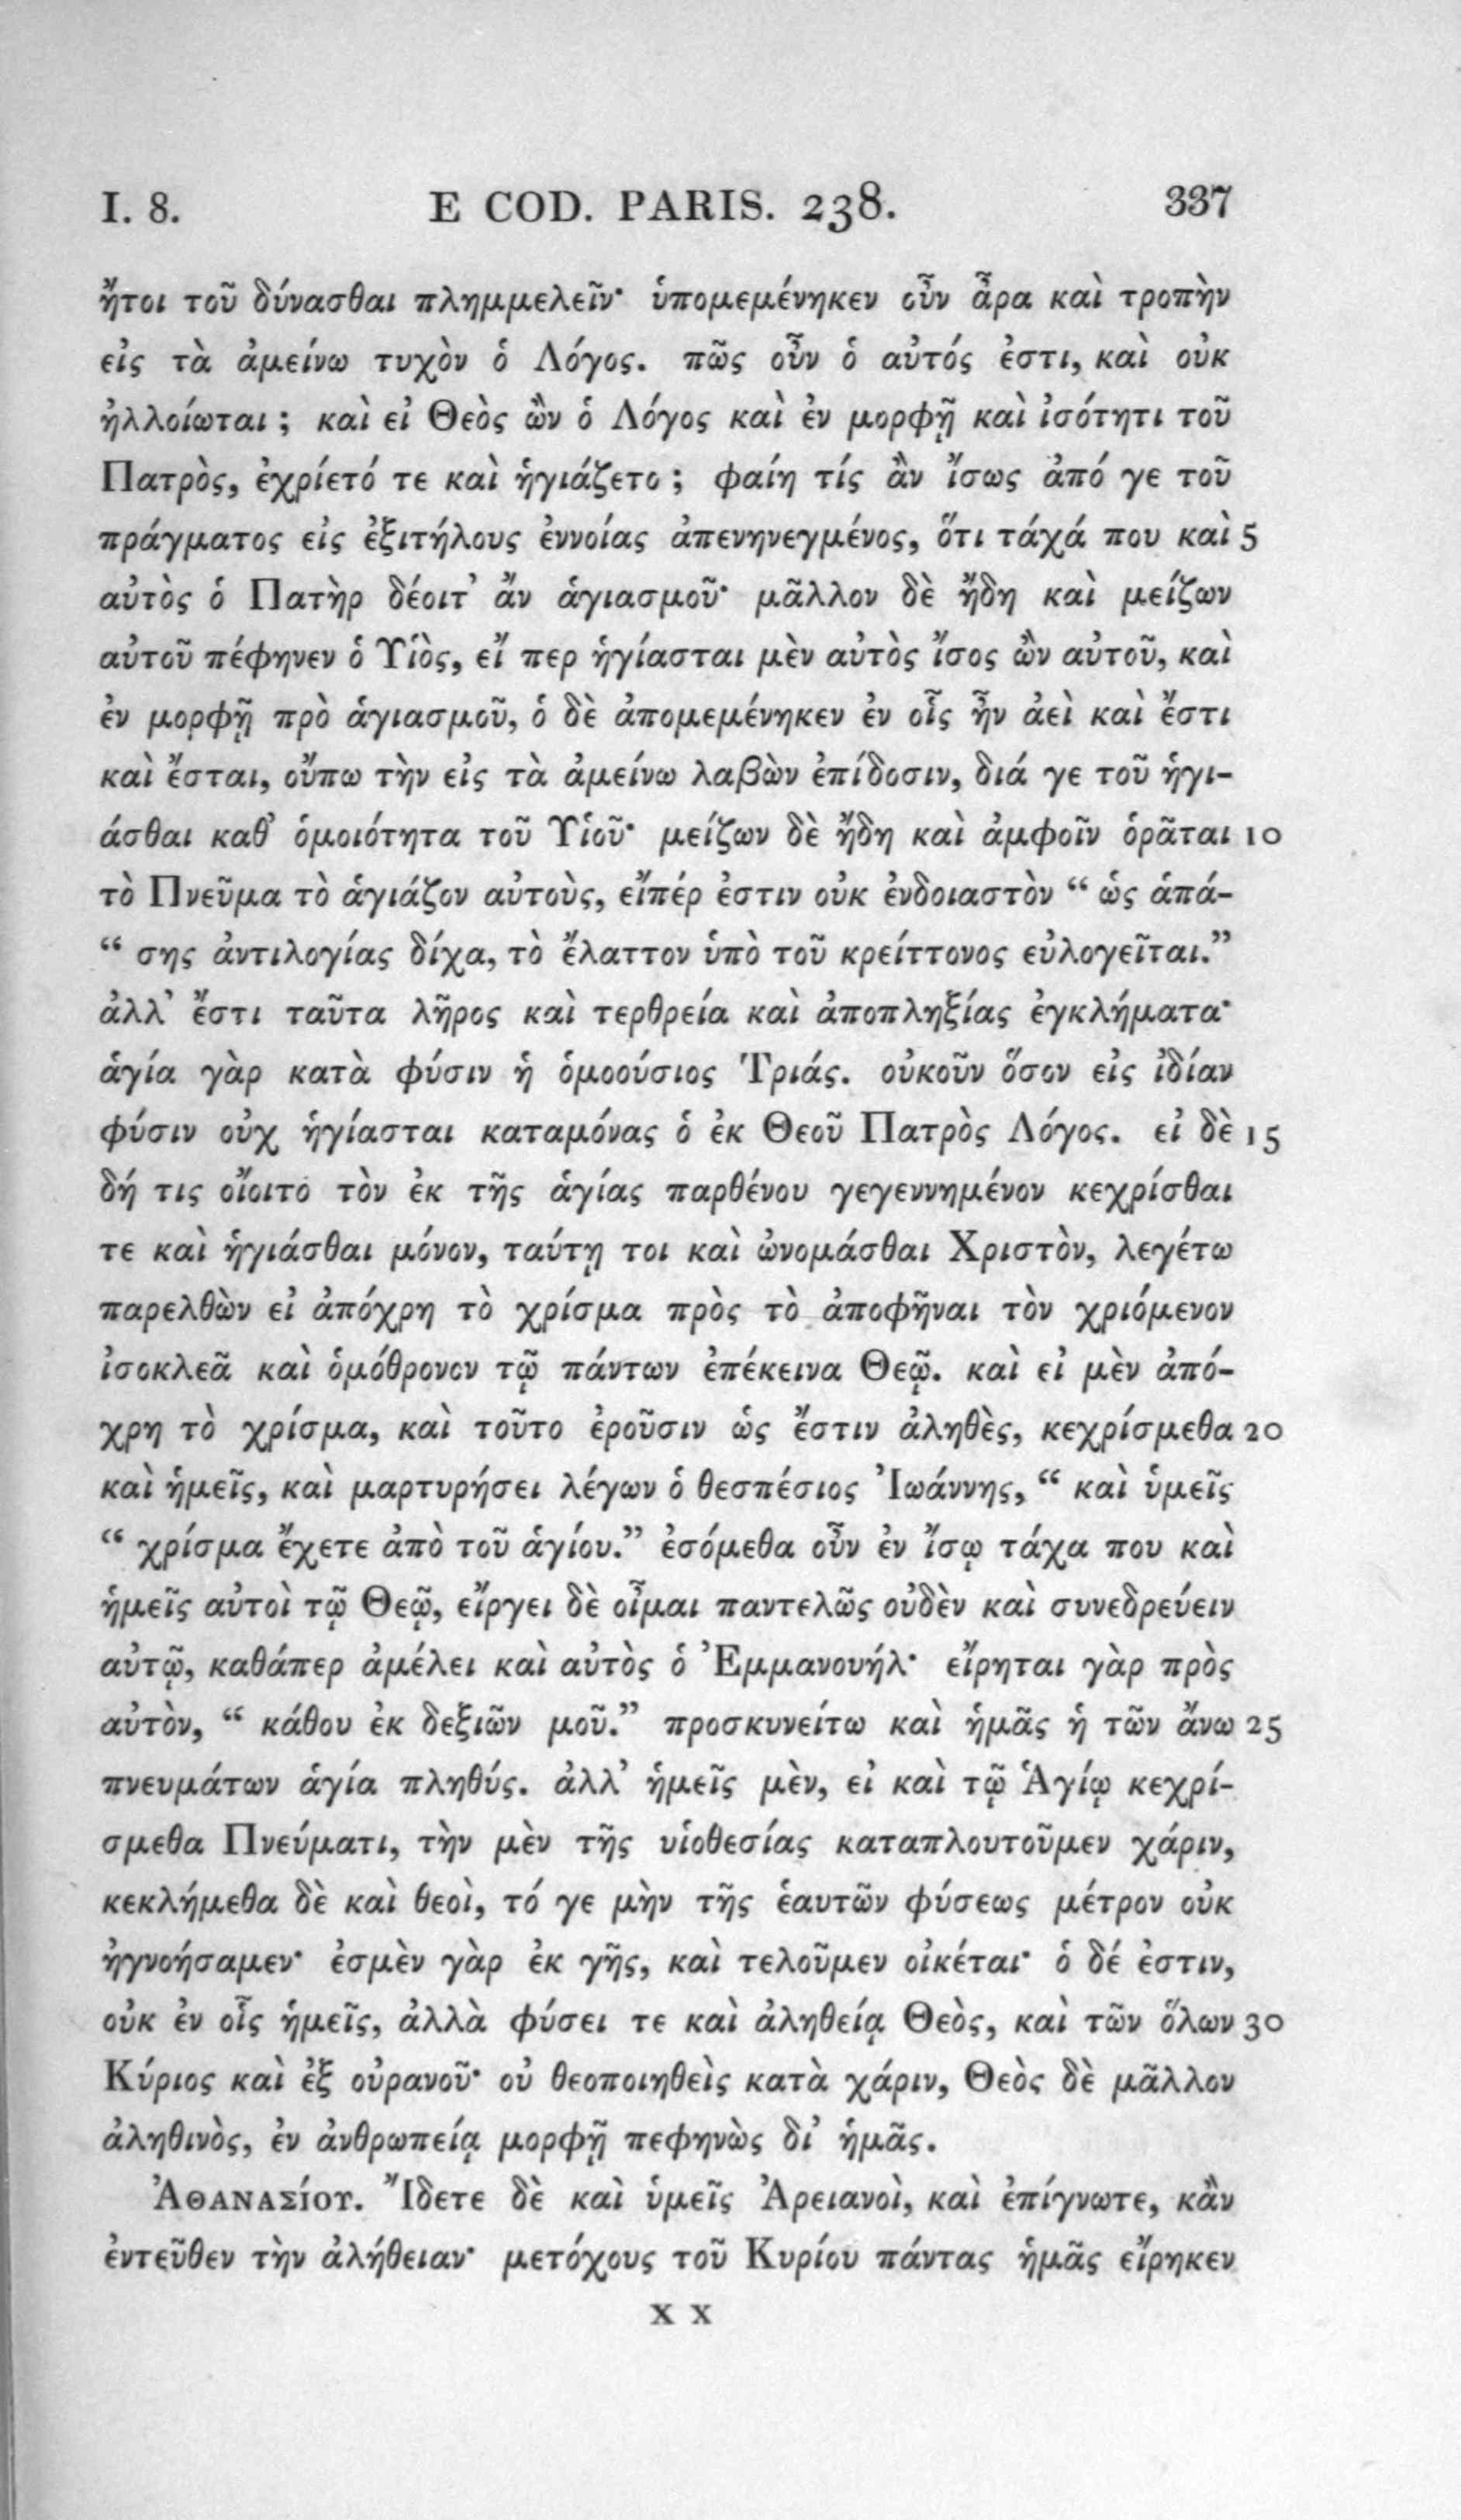 I. 8. E COD. PARIS. 238. 337
ἤτοι τοῦ δύνασθαι πλημμελεῖν· ὑπομεμένηκεν οὖν ἆρα καὶ τροπὴν
εἰς τὰ ἀμείνω τυχὸν ὁ Λόγος. πῶς οὖν ὁ αὐτός ἐστι, καὶ οὐκ
ἠλλοίωται; καὶ εἰ Θεὸς ὢν ὁ Λόγος καὶ ἐν μορφῇ καὶ ἰσότητι τοῦ
Πατρὸς, ἐχρίετό τε καὶ ἡγιάζετο; φαίη τίς ἂν ἴσως ἀπό γε τοῦ
πράγματος εἰς ἐξιτήλους ἐννοίας ἀπενηνεγμένος, ὅτι τάχά που καὶ 5
αὐτὸς ὁ Πατὴρ δέοιτ' ἄν ἁγιασμοῦ· μᾶλλον δὲ ἤδη καὶ μείζων
αὐτοῦ πέφηνεν ὁ Υἱὸς, εἴ περ ἡγίασται μὲν αὐτὸς ἴσος ὢν αὐτοῦ, καὶ
ἐν μορφῇ πρὸ ἁγιασμοῦ, ὁ δὲ ἀπομεμένηκεν ἐν οἷς ἦν ἀεὶ καὶ ἔστι
καὶ ἔσται, οὔπω τὴν εἰς τὰ ἀμείνω λαβὼν ἐπίδοσιν, διά γε τοῦ ἡγι-
άσθαι καθ' ὁμοιότητα τοῦ Υἱοῦ· μείζων δὲ ἤδη καὶ ἀμφοῖν ὁρᾶται 10
τὸ Πνεῦμα τὸ ἁγιάζον αὐτοὺς, εἴπέρ ἐστιν οὐκ ἐνδοιαστὸν “ ὡς ἁπά-
“ σης ἀντιλογίας δίχα, τὸ ἔλαττον ὑπὸ τοῦ κρείττονος εὐλογεῖται.”
ἀλλ' ἔστι ταῦτα λῆρος καὶ τερθρεία καὶ ἀποπληξίας ἐγκλήματα·
ἁγία γὰρ κατὰ φύσιν ἡ ὁμοούσιος Τριάς. οὐκοῦν ὅσον εἰς ἰδίαν
φύσιν οὐχ ἡγίασται καταμόνας ὁ ἐκ Θεοῦ Πατρὸς Λόγος. εἰ δὲ 15
δή τις οἴοιτο τὸν ἐκ τῆς ἁγίας παρθένου γεγεννημένον κεχρίσθαι
τε καὶ ἡγιάσθαι μόνον, ταύτῃ τοι καὶ ὠνομάσθαι Χριστὸν, λεγέτω
παρελθὼν εἰ ἀπόχρη τὸ χρίσμα πρὸς τὸ ἀποφῆναι τὸν χριόμενον
ἰσοκλεᾶ καὶ ὁμόθρονον τῷ πάντων ἐπέκεινα Θεῷ. καὶ εἰ μὲν ἀπό-
χρη τὸ χρίσμα, καὶ τοῦτο ἐροῦσιν ὡς ἔστιν ἀληθὲς, κεχρίσμεθα 20
καὶ ἡμεῖς, καὶ μαρτυρήσει λέγων ὁ θεσπέσιος Ἰωάννης, “ καὶ ὑμεῖς
“ χρίσμα ἔχετε ἀπὸ τοῦ ἁγίου.” ἐσόμεθα οὖν ἐν ἴσῳ τάχα που καὶ
ἡμεῖς αὐτοὶ τῷ Θεῷ, εἴργει δὲ οἶμαι παντελῶς οὐδὲν καὶ συνεδρεύειν
αὐτῷ, καθάπερ ἀμέλει καὶ αὐτὸς ὁ Ἐμμανουήλ· εἴρηται γὰρ πρὸς
αὐτὸν, “ κάθου ἐκ δεξιῶν μοῦ.” προσκυνείτω καὶ ἡμᾶς ἡ τῶν ἄνω 25
πνευμάτων ἁγία πληθύς. ἀλλ' ἡμεῖς μὲν, εἰ καὶ τῷ Ἁγίῳ κεχρί-
σμεθα Πνεύματι, τὴν μὲν τῆς υἱοθεσίας καταπλουτοῦμεν χάριν,
κεκλήμεθα δὲ καὶ θεοὶ, τό γε μὴν τῆς ἑαυτῶν φύσεως μέτρον οὐκ
ἠγνοήσαμεν· ἐσμὲν γὰρ ἐκ γῆς, καὶ τελοῦμεν οἰκέται· ὁ δέ ἐστιν,
οὐκ ἐν οἷς ἡμεῖς, ἀλλὰ φύσει τε καὶ ἀληθείᾳ Θεὸς, καὶ τῶν ὅλων 30
Κύριος καὶ ἐξ οὐρανοῦ· οὐ θεοποιηθεὶς κατὰ χάριν, Θεὸς δὲ μᾶλλον
ἀληθινὸς, ἐν ἀνθρωπείᾳ μορφῇ πεφηνὼς δι' ἡμᾶς.
ἈΘΑΝΑΣΊΟΥ. Ἴδετε δὲ καὶ ὑμεῖς Ἀρειανοὶ, καὶ ἐπίγνωτε, κἂν
ἐντεῦθεν τὴν ἀλήθειαν· μετόχους τοῦ Κυρίου πάντας ἡμᾶς εἴρηκεν
X X